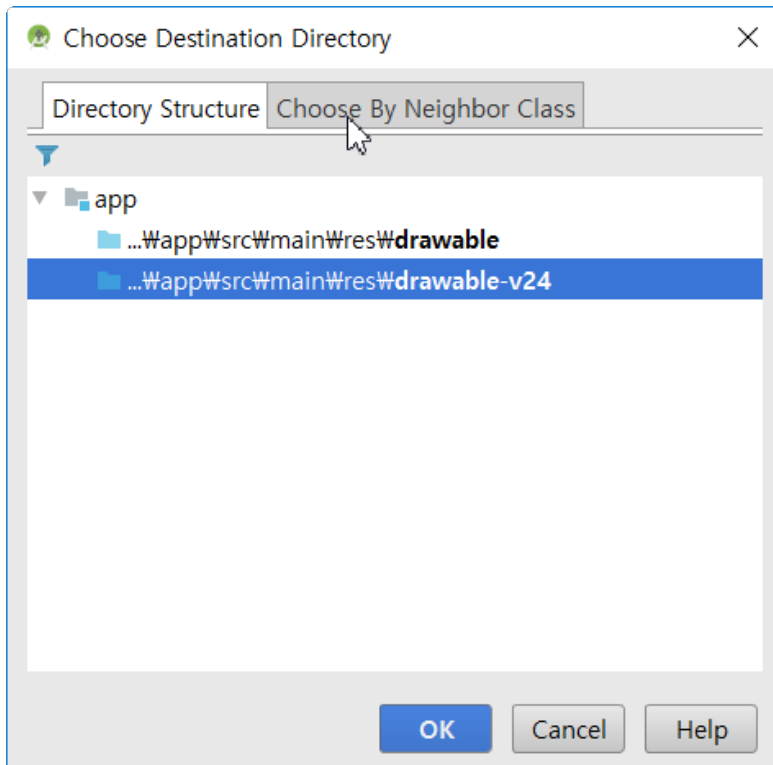 Choose Destination Directory
Directory Structure Choose By Neighbor Class
app
...₩app₩src₩main₩res₩drawable
...₩app₩src₩main₩res₩drawable-v24
OK Cancel Help